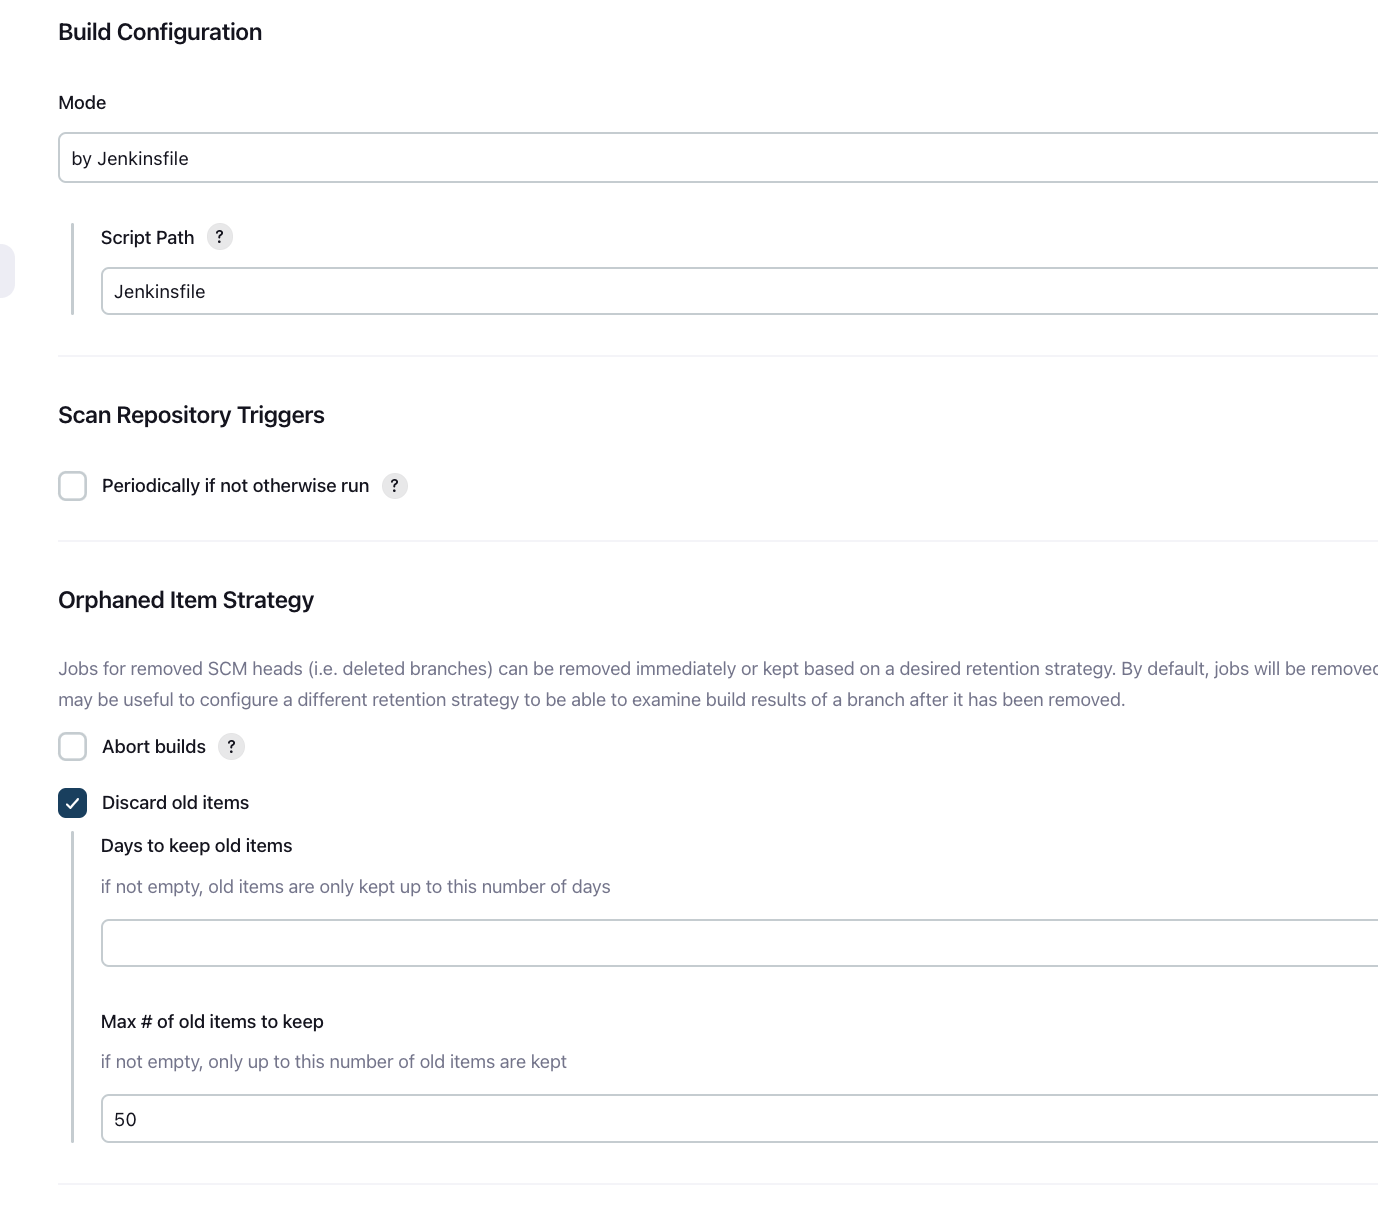 Build Configuration
Mode
by Jenkinsfile
Script Path ?
Jenkinsfile
Scan Repository Triggers
Periodically if not otherwise run ?
Orphaned Item Strategy
Jobs for removed SCM heads (i.e. deleted branches) can be removed immediately or kept based on a desired retention strategy. By default, jobs will be removed
may be useful to configure a different retention strategy to be able to examine build results of a branch after it has been removed.
Abort builds ?
Discard old items
Days to keep old items
if not empty, old items are only kept up to this number of days
Max # of old items to keep
if not empty, only up to this number of old items are kept
50